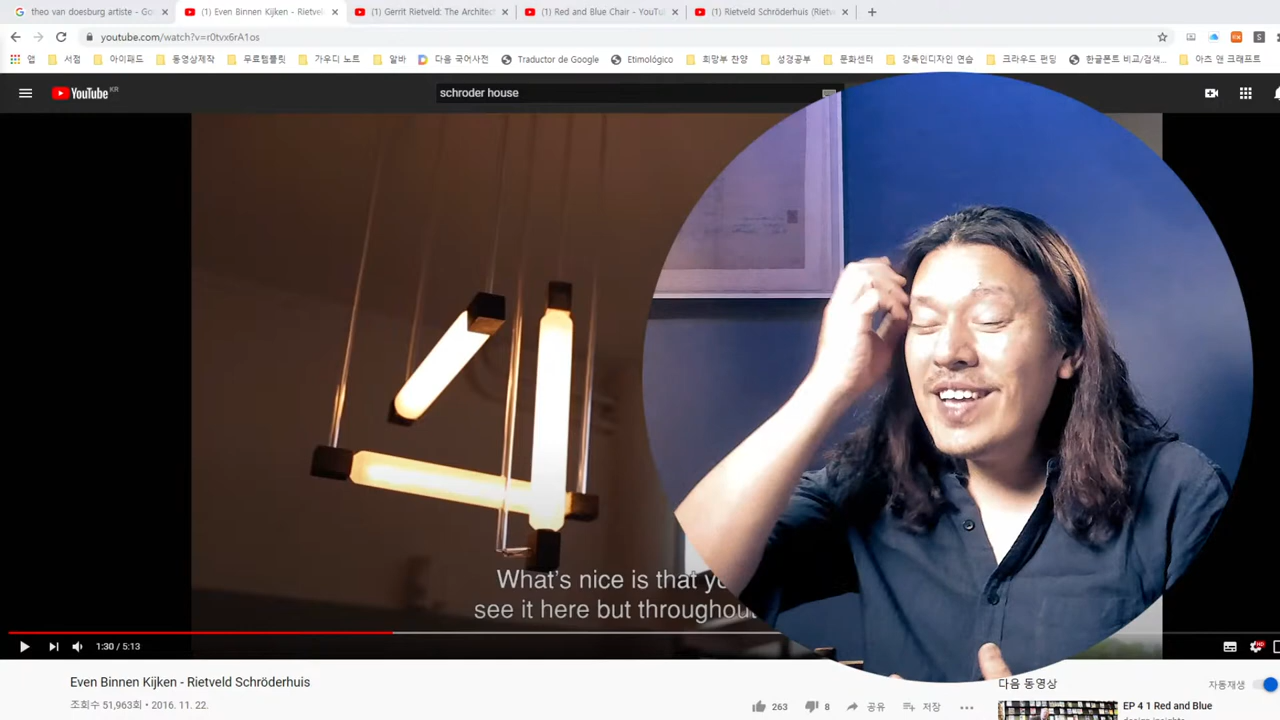 theo van doesburg artiste - Go
(1) Even Binnen Kijken - Rietvel
(1) Gerrit Rietveld: The Architec
(1) Red and Blue Chair - YouTu
(1) Rietveld Schröderhuis (Rietv
youtube.com/watch?v=r0tvx6rA1os
앱 서점 아이패드 동영상제작 무료템플릿 가우디 노트 알바 다음 국어사전 Traductor de Google Etimológico 희망부 찬양 성경공부 문화센터 강독인디자인 연습 크라우드 펀딩 한글폰트 비교/검색... 아츠 앤 크래프트
YouTube KR
schroder house
What's nice is that yo
see it here but throughout
1:30 / 5:13
HD
Even Binnen Kijken - Rietveld Schröderhuis
조회수 51,963회 • 2016. 11. 22.
263 8 공유 저장
다음 동영상
자동재생
EP 4 1 Red and Blue
design insights